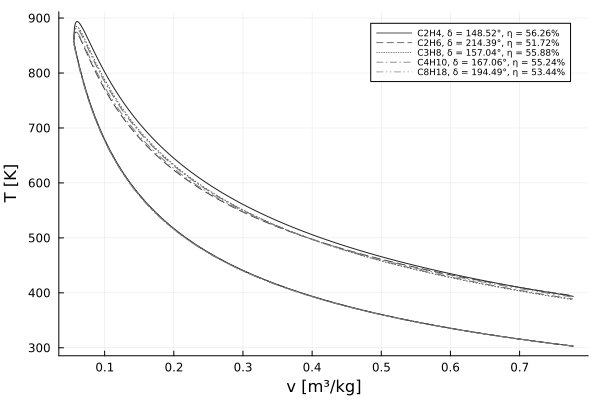 900
800
700
600
500
400
300
T [K]
C2H4, δ = 148.52°, η = 56.26%
C2H6, δ = 214.39°, η = 51.72%
C3H8, δ = 157.04°, η = 55.88%
C4H10, δ = 167.06°, η = 55.24%
C8H18, δ = 194.49°, η = 53.44%
0.1 0.2 0.3 0.4 0.5 0.6 0.7
v [m³/kg]